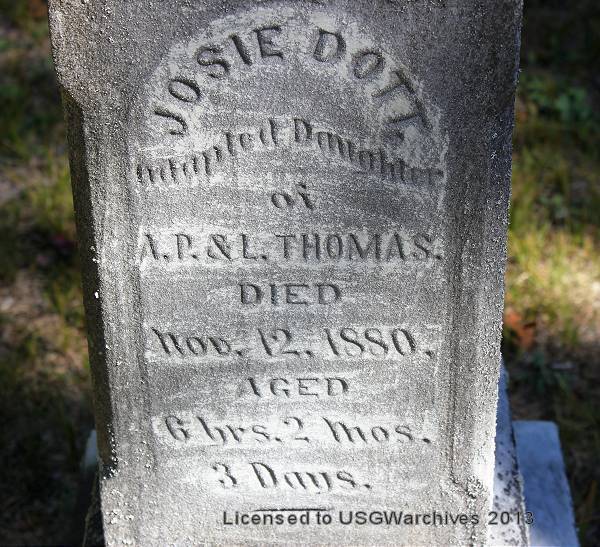 JOSIE DOTT.
adapted Daughter
of
A.P. & L. THOMAS.
DIED
Nov. 12, 1880,
AGED
6 yrs. 2 Mos.
3 Days.
Licensed to USGWarchives 2013